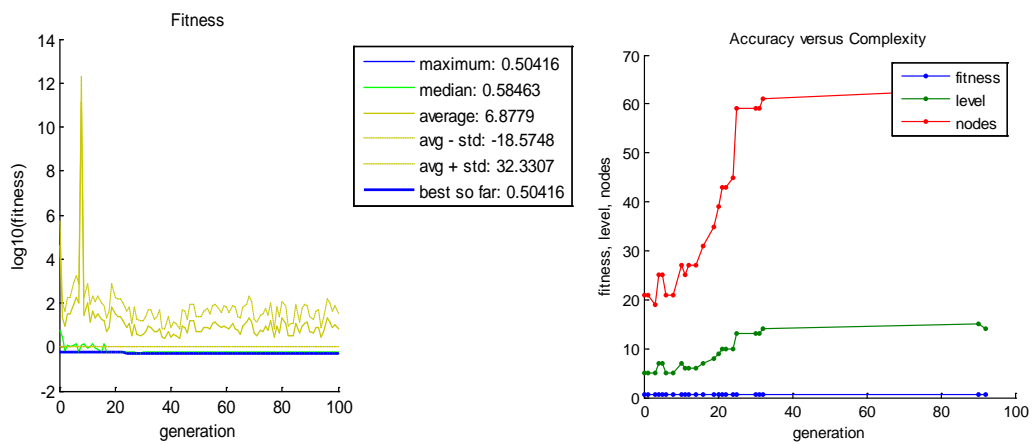 Fitness
14
12
10
8
6
4
2
0
-2
log10(fitness)
0
20
40
60
80
100
generation
maximum: 0.50416
median: 0.58463
average: 6.8779
avg - std: -18.5748
avg + std: 32.3307
best so far: 0.50416
Accuracy versus Complexity
70
60
50
40
30
20
10
0
fitness, level, nodes
0
20
40
60
80
100
generation
fitness
level
nodes